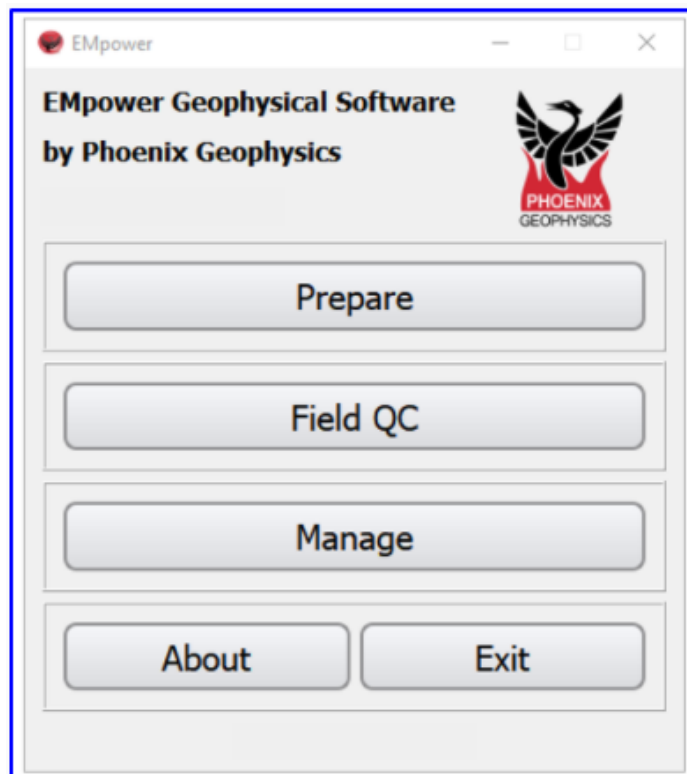 EMpower
EMpower Geophysical Software
by Phoenix Geophysics
PHOENIX
GEOPHYSICS
Prepare
Field QC
Manage
About
Exit